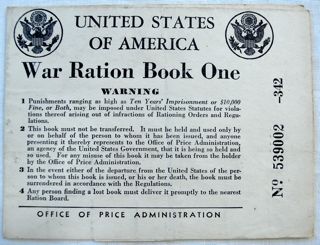 UNITED STATES
OF AMERICA
War Ration Book One
WARNING
1 Punishments ranging as high as Ten Years' Imprisonment or $10,000
Fine, or Both, may be imposed under United States Statutes for viola-
tions thereof arising out of infractions of Rationing Orders and Regu-
lations.
2 This book must not be transferred. It must be held and used only by
or on behalf of the person to whom it has been issued, and anyone
presenting it thereby represents to the Office of Price Administration,
an agency of the United States Government, that it is being so held and
so used. For any misuse of this book it may be taken from the holder
by the Office of Price Administration.
3 In the event either of the departure from the United States of the per-
son to whom this book is issued, or his or her death, the book must be
surrendered in accordance with the Regulations.
4 Any person finding a lost book must deliver it promptly to the nearest
Ration Board.
OFFICE OF PRICE ADMINISTRATION
Nº 539002 -342